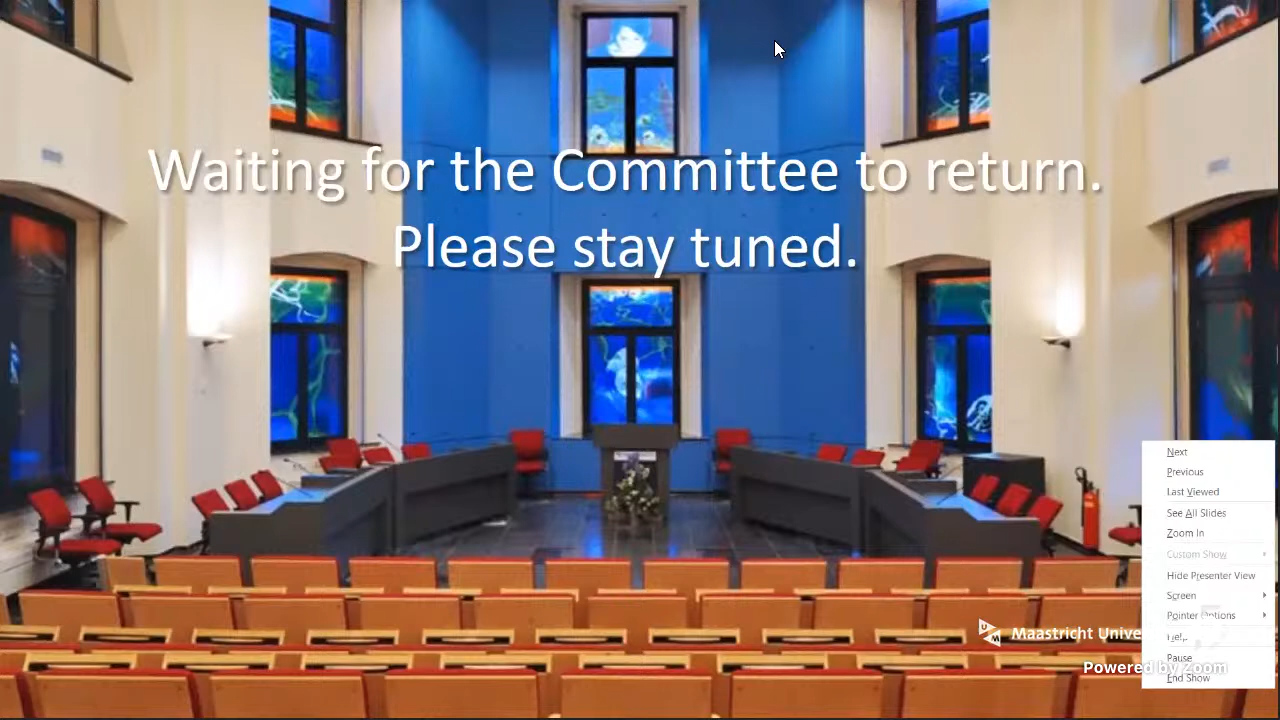 Waiting for the Committee to return.
Please stay tuned.
Next
Previous
Last Viewed
See All Slides
Zoom In
Custom Show
Hide Presenter View
Screen
Pointer Options
Help
Pause
End Show
Maastricht Unive
Powered by Zoom